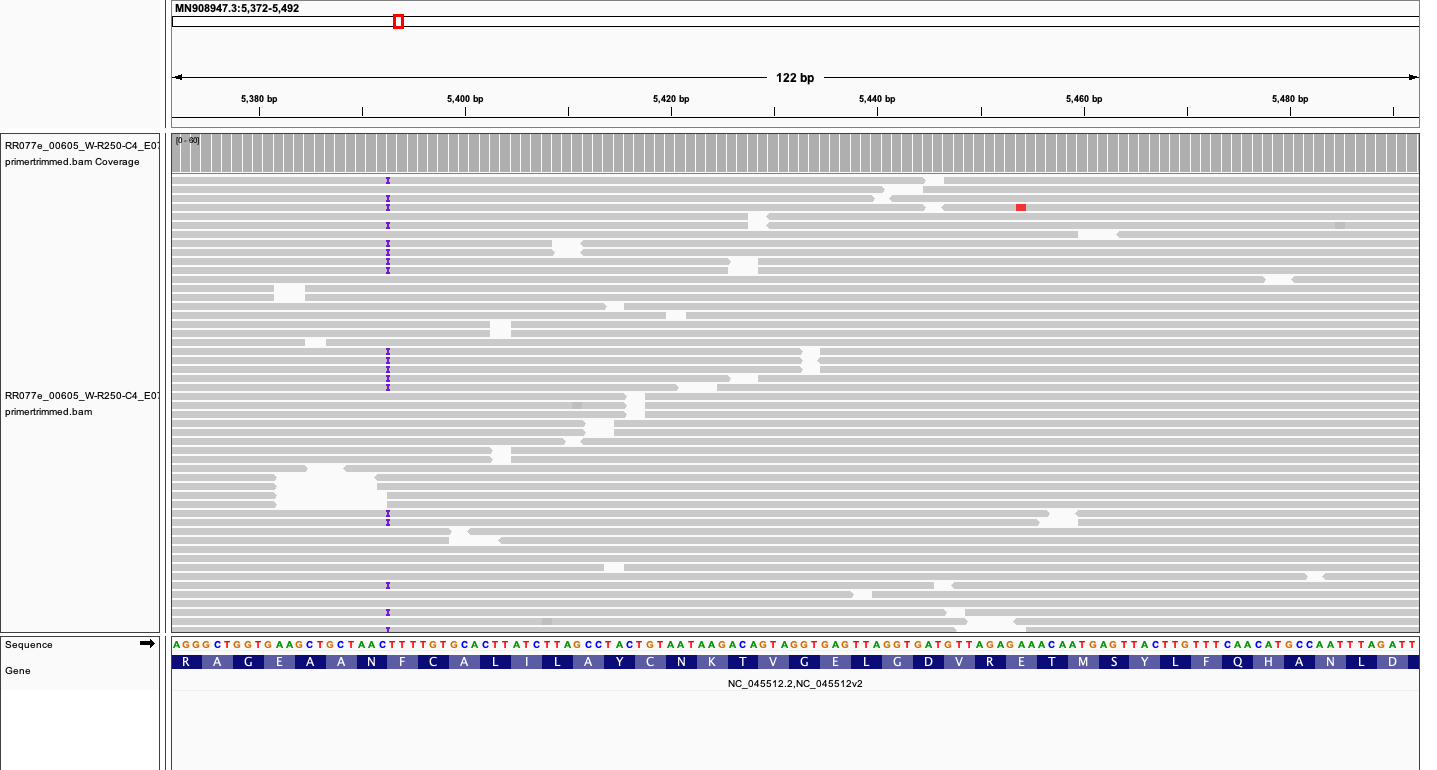 MN908947.3:5,372-5,492
122 bp
5,380 bp 5,400 bp 5,420 bp 5,440 bp 5,460 bp 5,480 bp
RR077e_00605_W-R250-C4_E07
primertrimmed.bam Coverage
[0 - 60]
RR077e_00605_W-R250-C4_E07
primertrimmed.bam
Sequence
AGGGCTGGTGAAGCTGCTAACTTTTGTGCACTTATCTTAGCCTACTGTAATAAGACAGTAGGTGAGTTAGGTGATGTTAGAGAAACAATGAGTTACTTGTTTCAACATGCCAATTTAGATT
Gene
R A G E A A N F C A L I L A Y C N K T V G E L G D V R E T M S Y L F Q H A N L D
NC_045512.2,NC_045512v2